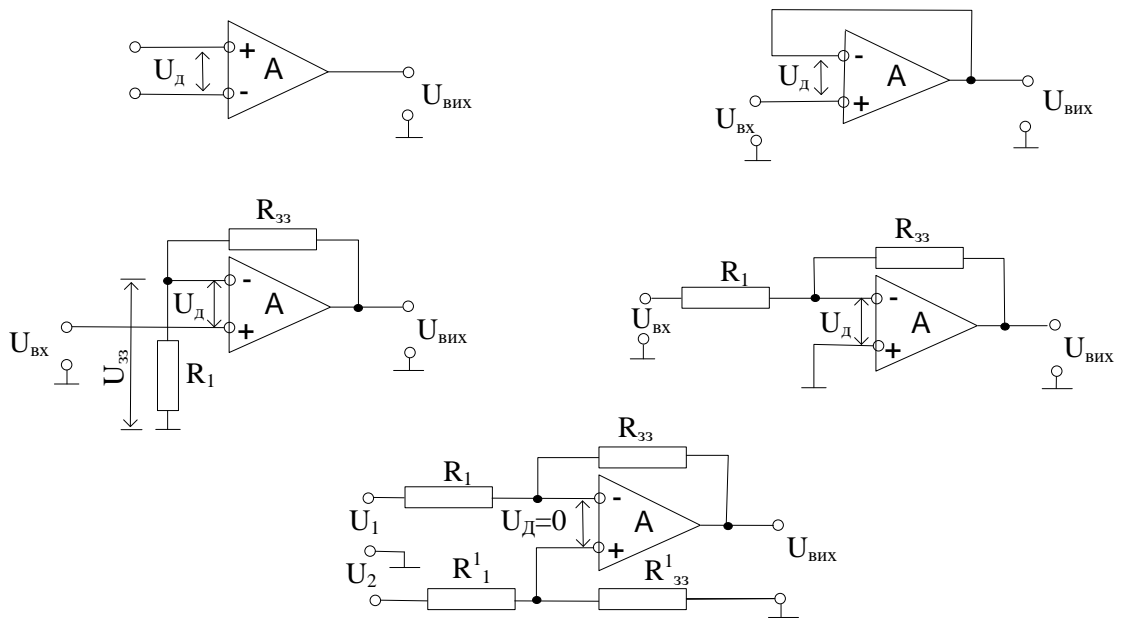 +
U_д
A
-
U_вих
-
U_д
A
+
U_вх
U_вих
R_зз
-
U_д
A
+
U_вх
U_вих
U_зз
R_1
R_зз
R_1
-
U_вх
U_д
A
+
U_вих
R_зз
R_1
-
U_1
U_Д=0
A
+
U_вих
U_2
R^1_1
R^1_зз